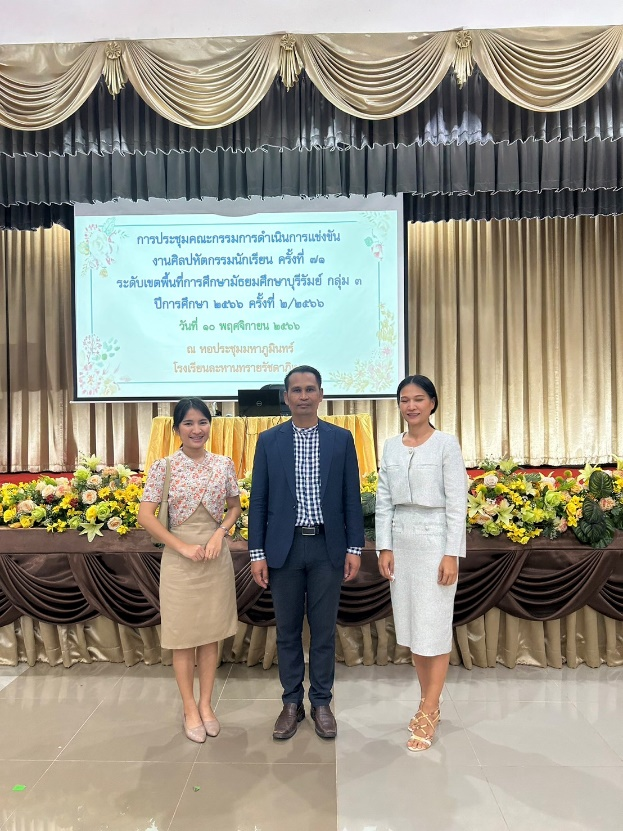 การประชุมคณะกรรมการดำเนินการแข่งขัน
งานศิลปหัตถกรรมนักเรียน ครั้งที่ ๗๑
ระดับเขตพื้นที่การศึกษามัธยมศึกษาบุรีรัมย์ กลุ่ม ๓
ปีการศึกษา ๒๕๖๖ ครั้งที่ ๒/๒๕๖๖
วันที่ ๑๐ พฤศจิกายน ๒๕๖๖
ณ หอประชุมมหาภูมินทร์